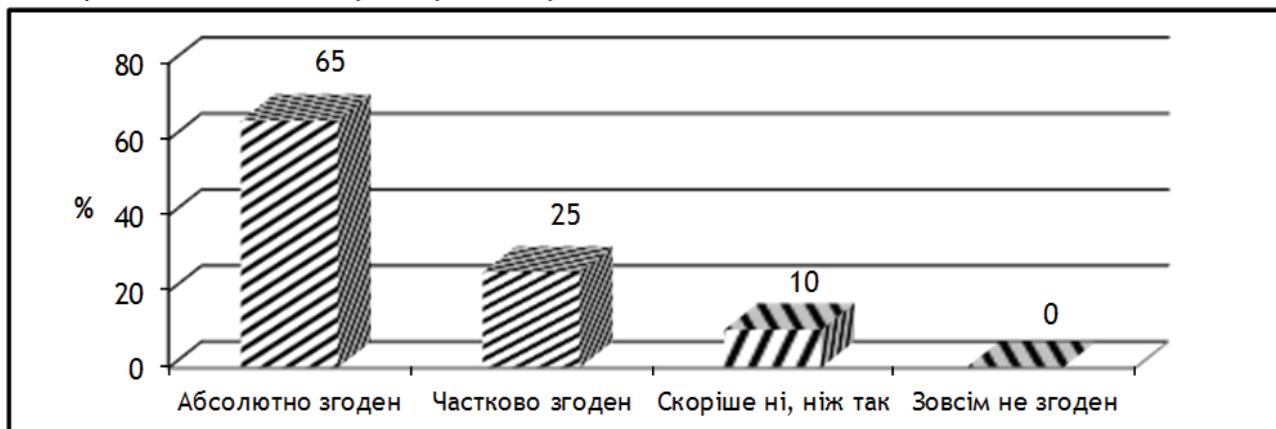 80
65
60
%
40
25
20
10
0
0
Абсолютно згоден
Частково згоден
Скоріше ні, ніж так
Зовсім не згоден